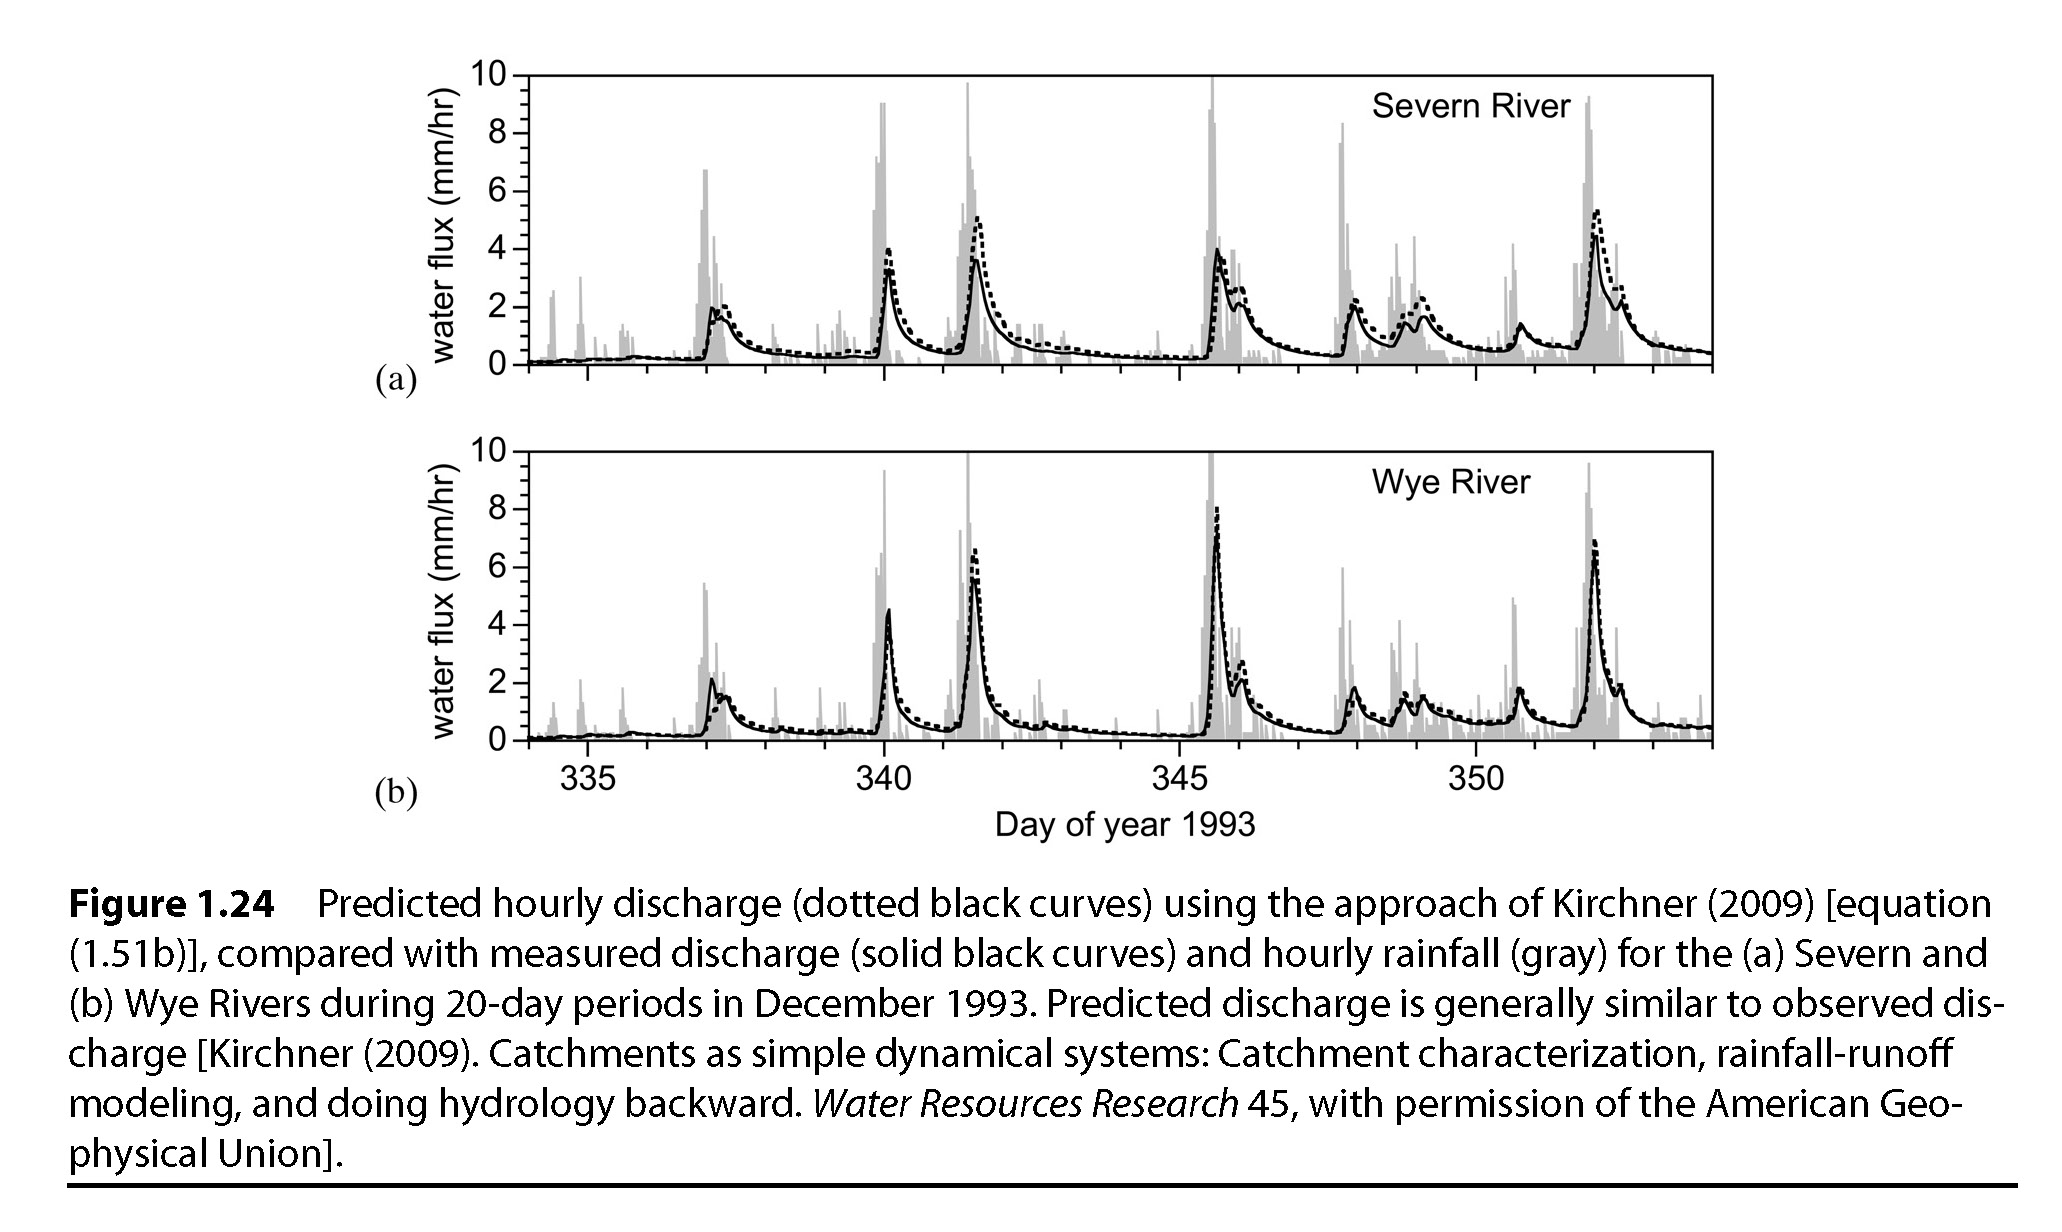 10
8
6
4
2
0
water flux (mm/hr)
Severn River
(a)
10
8
6
4
2
0
water flux (mm/hr)
Wye River
(b)
335 340 345 350
Day of year 1993
Figure 1.24 Predicted hourly discharge (dotted black curves) using the approach of Kirchner (2009) [equation
(1.51b)], compared with measured discharge (solid black curves) and hourly rainfall (gray) for the (a) Severn and
(b) Wye Rivers during 20-day periods in December 1993. Predicted discharge is generally similar to observed dis-
charge [Kirchner (2009). Catchments as simple dynamical systems: Catchment characterization, rainfall-runoff
modeling, and doing hydrology backward. Water Resources Research 45, with permission of the American Geo-
physical Union].